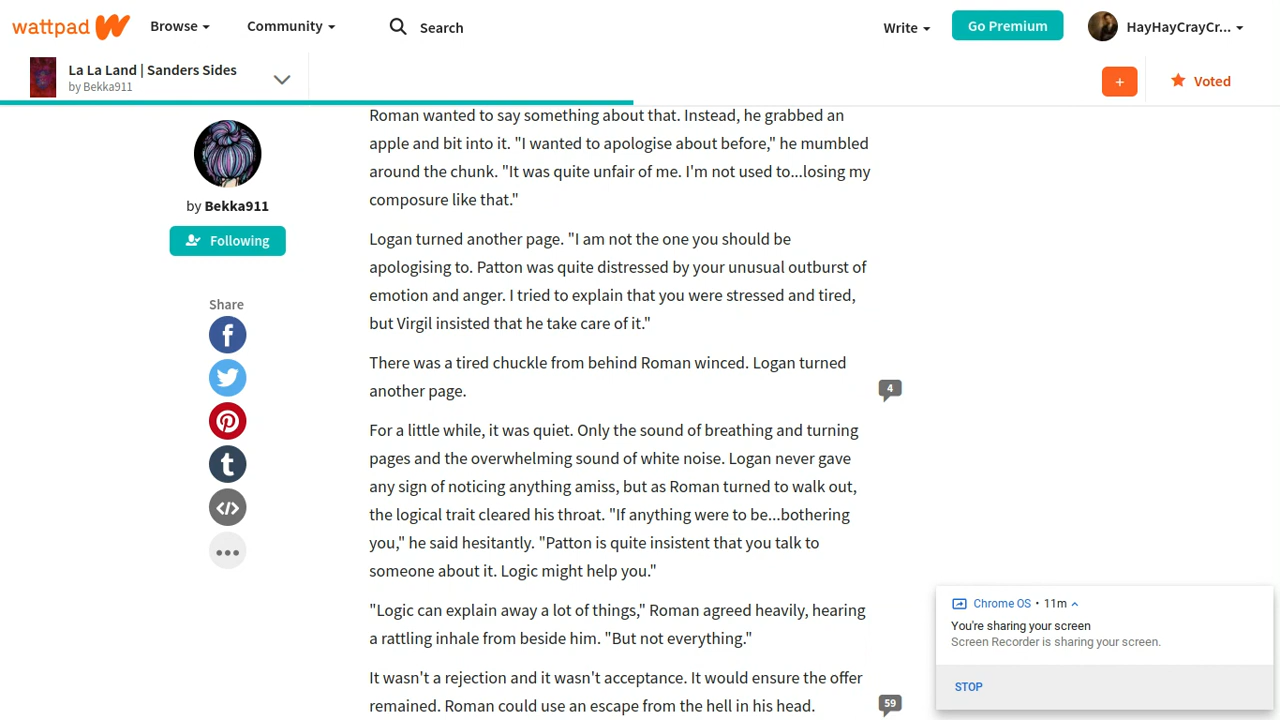 wattpad
Browse
Community
Search
Write
Go Premium
HayHayCrayCr...
La La Land | Sanders Sides
by Bekka911
+
Voted
by Bekka911
Following
Share
Roman wanted to say something about that. Instead, he grabbed an
apple and bit into it. "I wanted to apologise about before," he mumbled
around the chunk. "It was quite unfair of me. I'm not used to...losing my
composure like that."
Logan turned another page. "I am not the one you should be
apologising to. Patton was quite distressed by your unusual outburst of
emotion and anger. I tried to explain that you were stressed and tired,
but Virgil insisted that he take care of it."
There was a tired chuckle from behind Roman winced. Logan turned
another page.
4
For a little while, it was quiet. Only the sound of breathing and turning
pages and the overwhelming sound of white noise. Logan never gave
any sign of noticing anything amiss, but as Roman turned to walk out,
the logical trait cleared his throat. "If anything were to be...bothering
you," he said hesitantly. "Patton is quite insistent that you talk to
someone about it. Logic might help you."
"Logic can explain away a lot of things," Roman agreed heavily, hearing
a rattling inhale from beside him. "But not everything."
It wasn't a rejection and it wasn't acceptance. It would ensure the offer
remained. Roman could use an escape from the hell in his head.
59
Chrome OS • 11m
You're sharing your screen
Screen Recorder is sharing your screen.
STOP